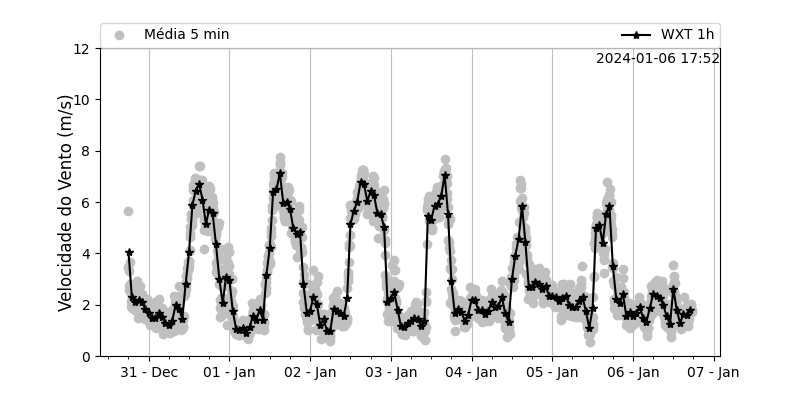 Média 5 min
WXT 1h
2024-01-06 17:52
Velocidade do Vento (m/s)
12
10
8
6
4
2
0
31 - Dec
01 - Jan
02 - Jan
03 - Jan
04 - Jan
05 - Jan
06 - Jan
07 - Jan